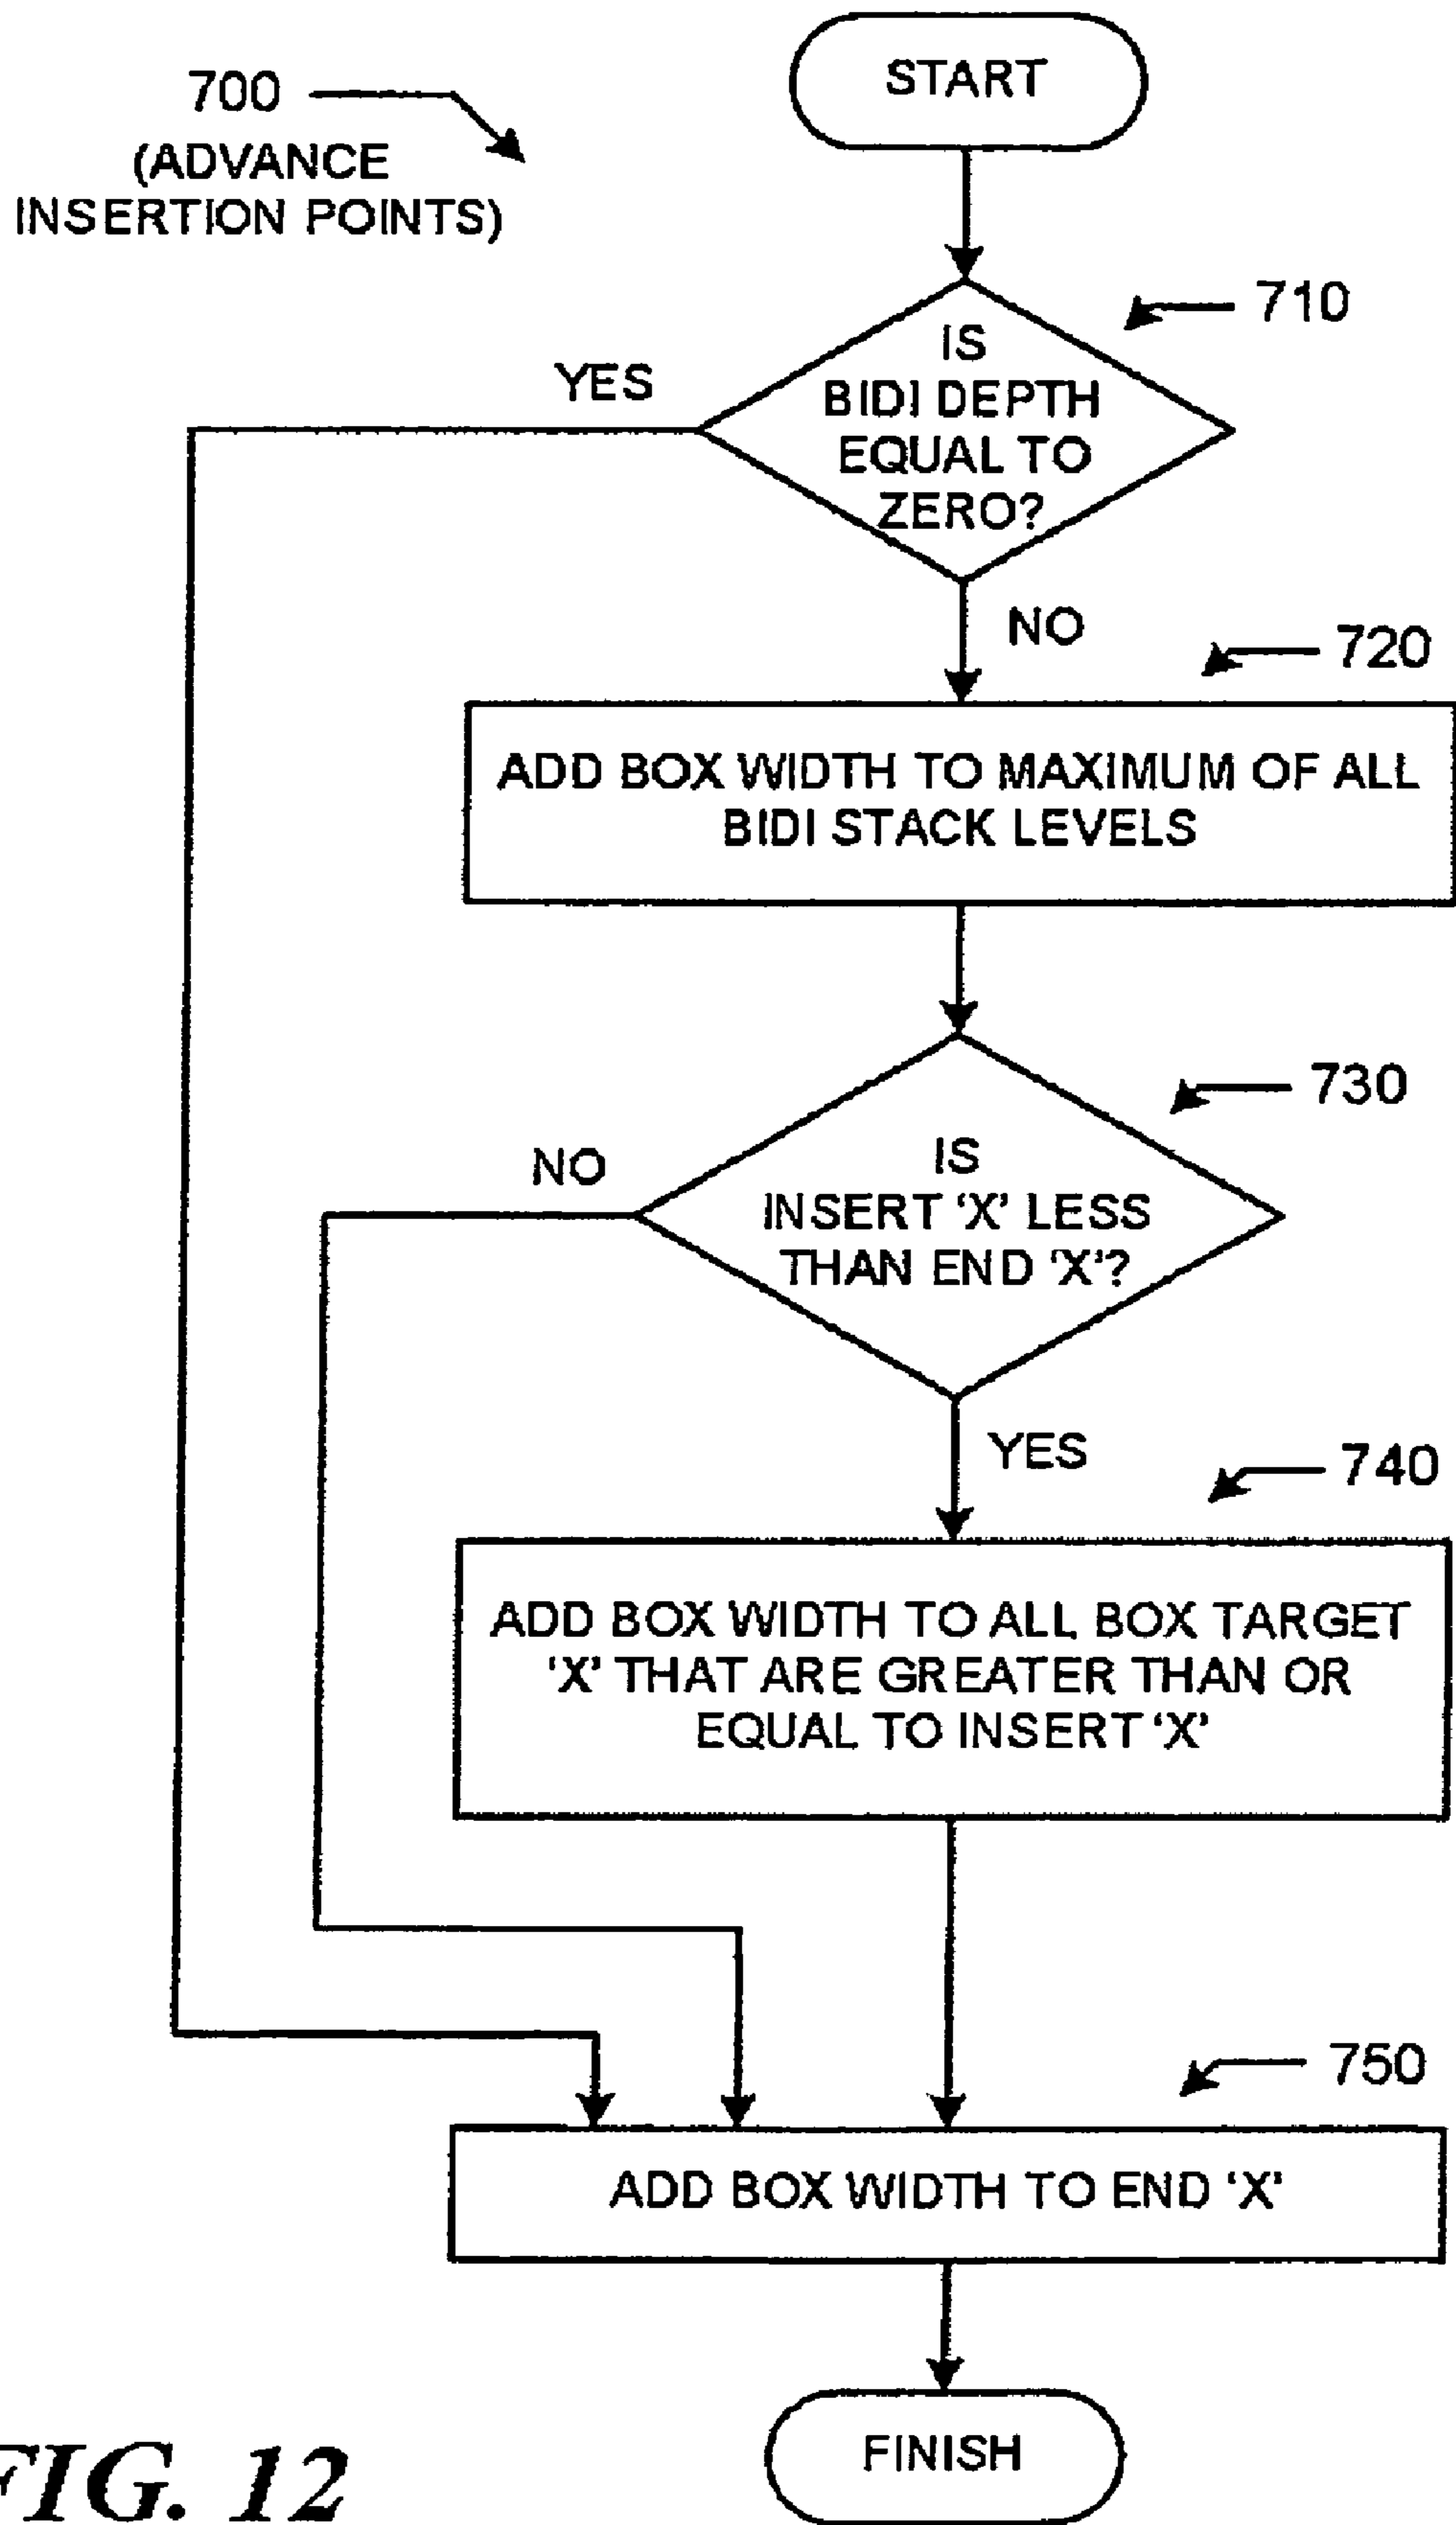 START
700
(ADVANCE
INSERTION POINTS)
710
IS
BIDI DEPTH
EQUAL TO
ZERO?
YES
NO
720
ADD BOX WIDTH TO MAXIMUM OF ALL
BIDI STACK LEVELS
730
NO
IS
INSERT ‘X’ LESS
THAN END ‘X’?
YES
740
ADD BOX WIDTH TO ALL BOX TARGET
‘X’ THAT ARE GREATER THAN OR
EQUAL TO INSERT ‘X’
750
ADD BOX WIDTH TO END ‘X’
FINISH
FIG. 12